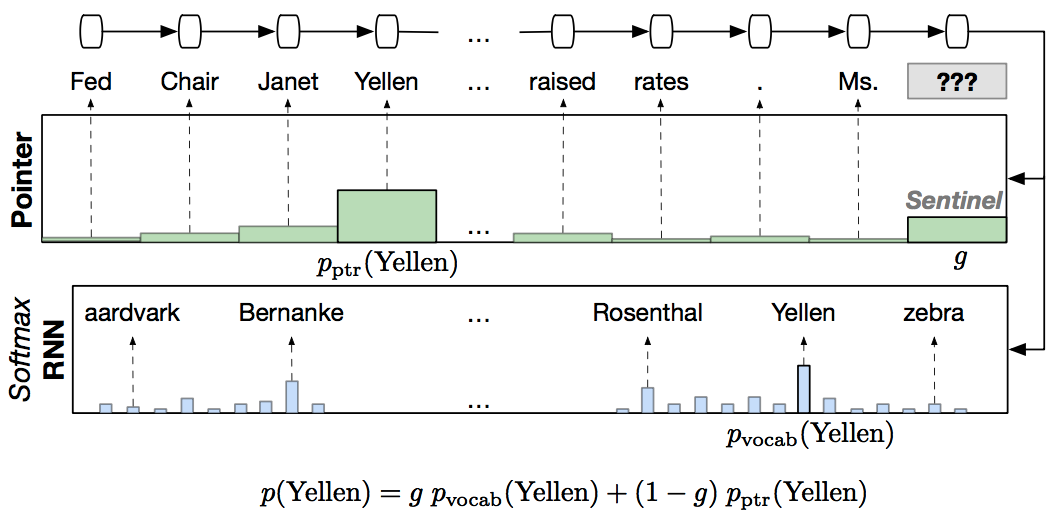 ...
Fed Chair Janet Yellen ... raised rates . Ms. ???
Pointer
Sentinel
...
p_ptr(Yellen) g
Softmax
RNN
aardvark Bernanke ... Rosenthal Yellen zebra
...
p_vocab(Yellen)
p(Yellen) = g p_vocab(Yellen) + (1 − g) p_ptr(Yellen)